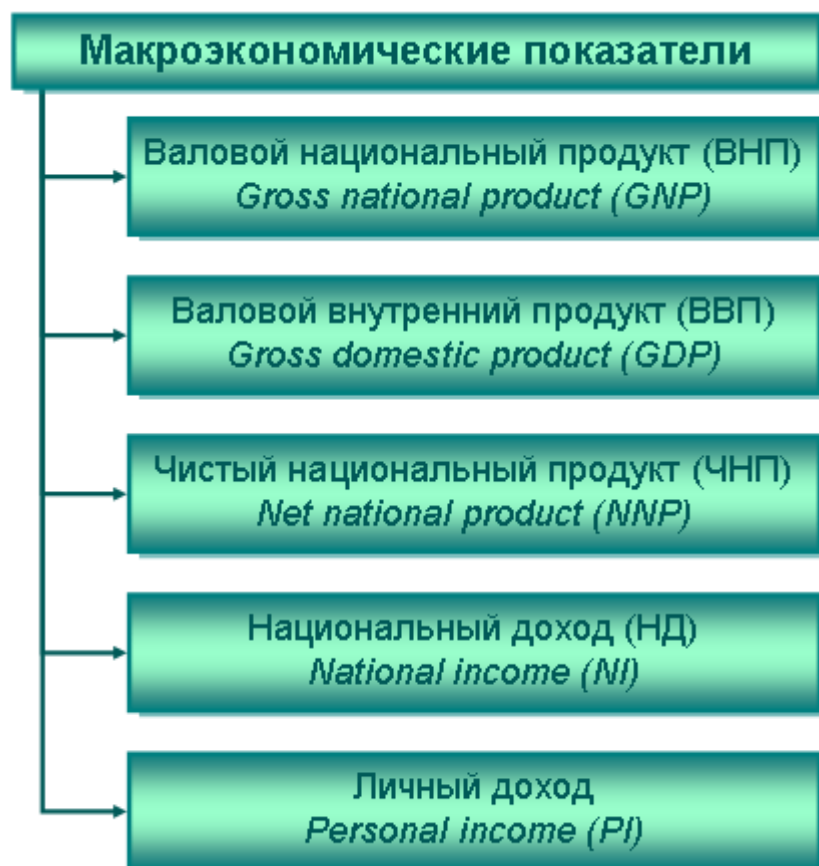 Макроэкономические показатели
Валовой национальный продукт (ВНП)
Gross national product (GNP)
Валовой внутренний продукт (ВВП)
Gross domestic product (GDP)
Чистый национальный продукт (ЧНП)
Net national product (NNP)
Национальный доход (НД)
National income (NI)
Личный доход
Personal income (PI)